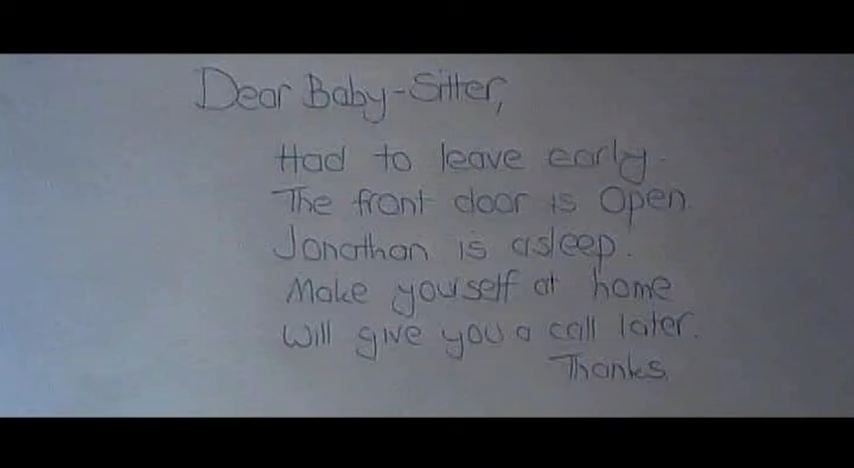 Dear Baby-Sitter,
Had to leave early.
The front door is Open.
Jonathan is asleep.
Make yourself at home
Will give you a call later.
Thanks.